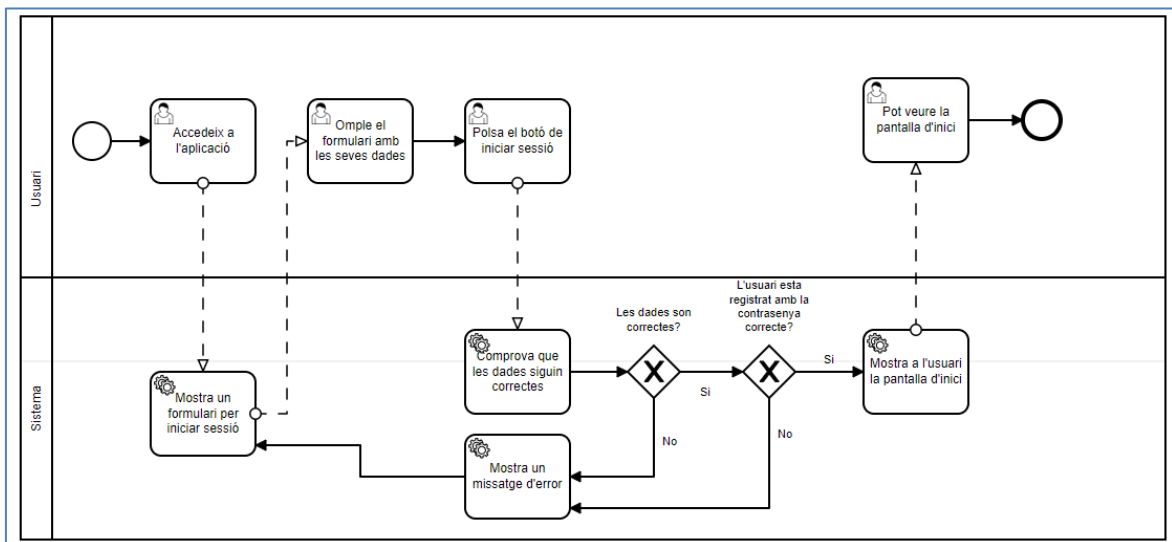 Usuari
Accedeix a
l'aplicació
Omple el
formulari amb
les seves dades
Polsa el botó de
iniciar sessió
Pot veure la
pantalla d'inici
Sistema
Mostra un
formulari per
iniciar sessió
Comprova que
les dades siguin
correctes
Les dades son
correctes?
Si
No
L'usuari esta
registrat amb la
contrasenya
correcte?
Si
No
Mostra a l'usuari
la pantalla d'inici
Mostra un
missatge d'error